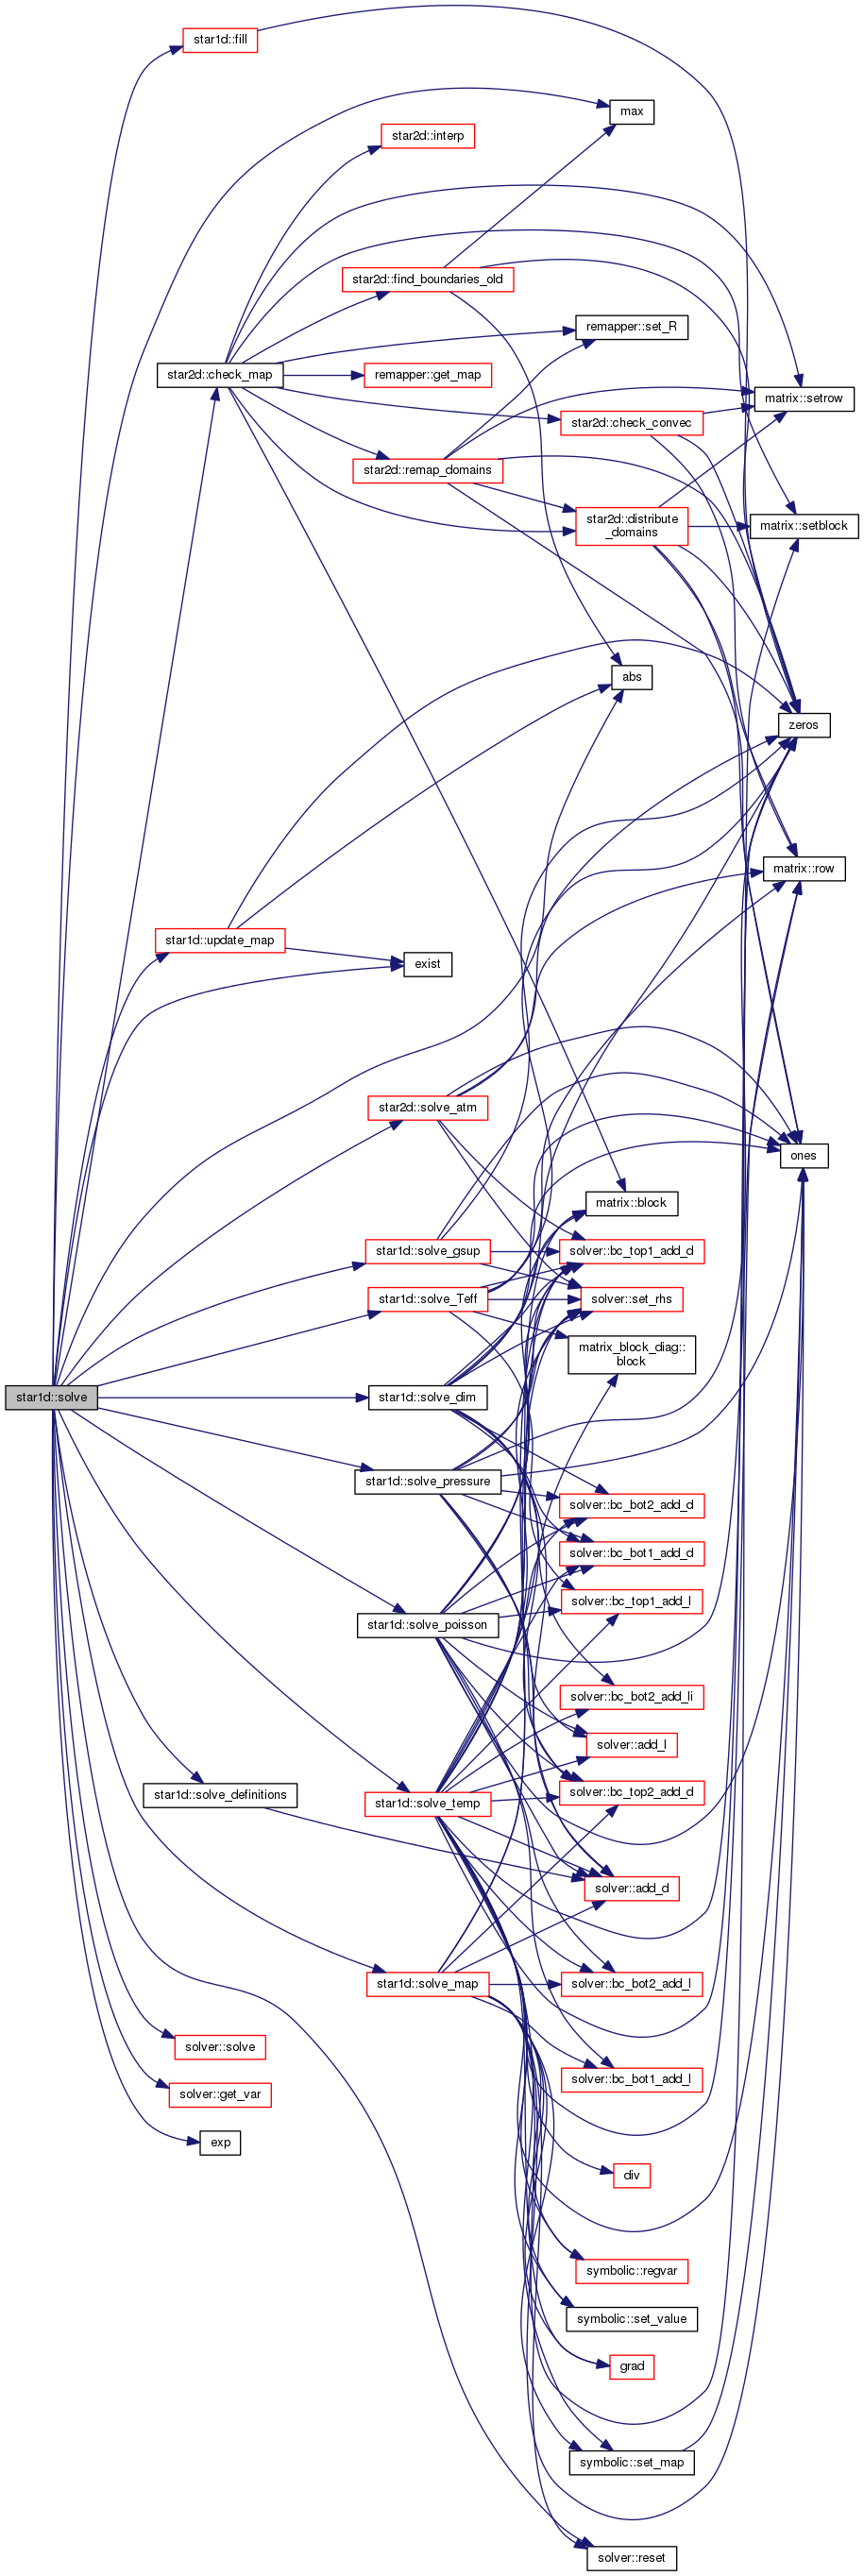 star1d::fill
max
star2d::interp
star2d::find_boundaries_old
remapper::set_R
star2d::check_map
remapper::get_map
matrix::setrow
star2d::check_convec
star2d::remap_domains
star2d::distribute
_domains
matrix::setblock
abs
zeros
matrix::row
star1d::update_map
exist
star2d::solve_atm
ones
matrix::block
star1d::solve_gsup
solver::bc_top1_add_d
star1d::solve_Teff
solver::set_rhs
matrix_block_diag::
block
star1d::solve
star1d::solve_dim
star1d::solve_pressure
solver::bc_bot2_add_d
solver::bc_bot1_add_d
solver::bc_top1_add_l
star1d::solve_poisson
solver::bc_bot2_add_li
solver::add_l
star1d::solve_definitions
star1d::solve_temp
solver::bc_top2_add_d
solver::add_d
star1d::solve_map
solver::bc_bot2_add_l
solver::solve
solver::bc_bot1_add_l
solver::get_var
exp
div
symbolic::regvar
symbolic::set_value
grad
symbolic::set_map
solver::reset